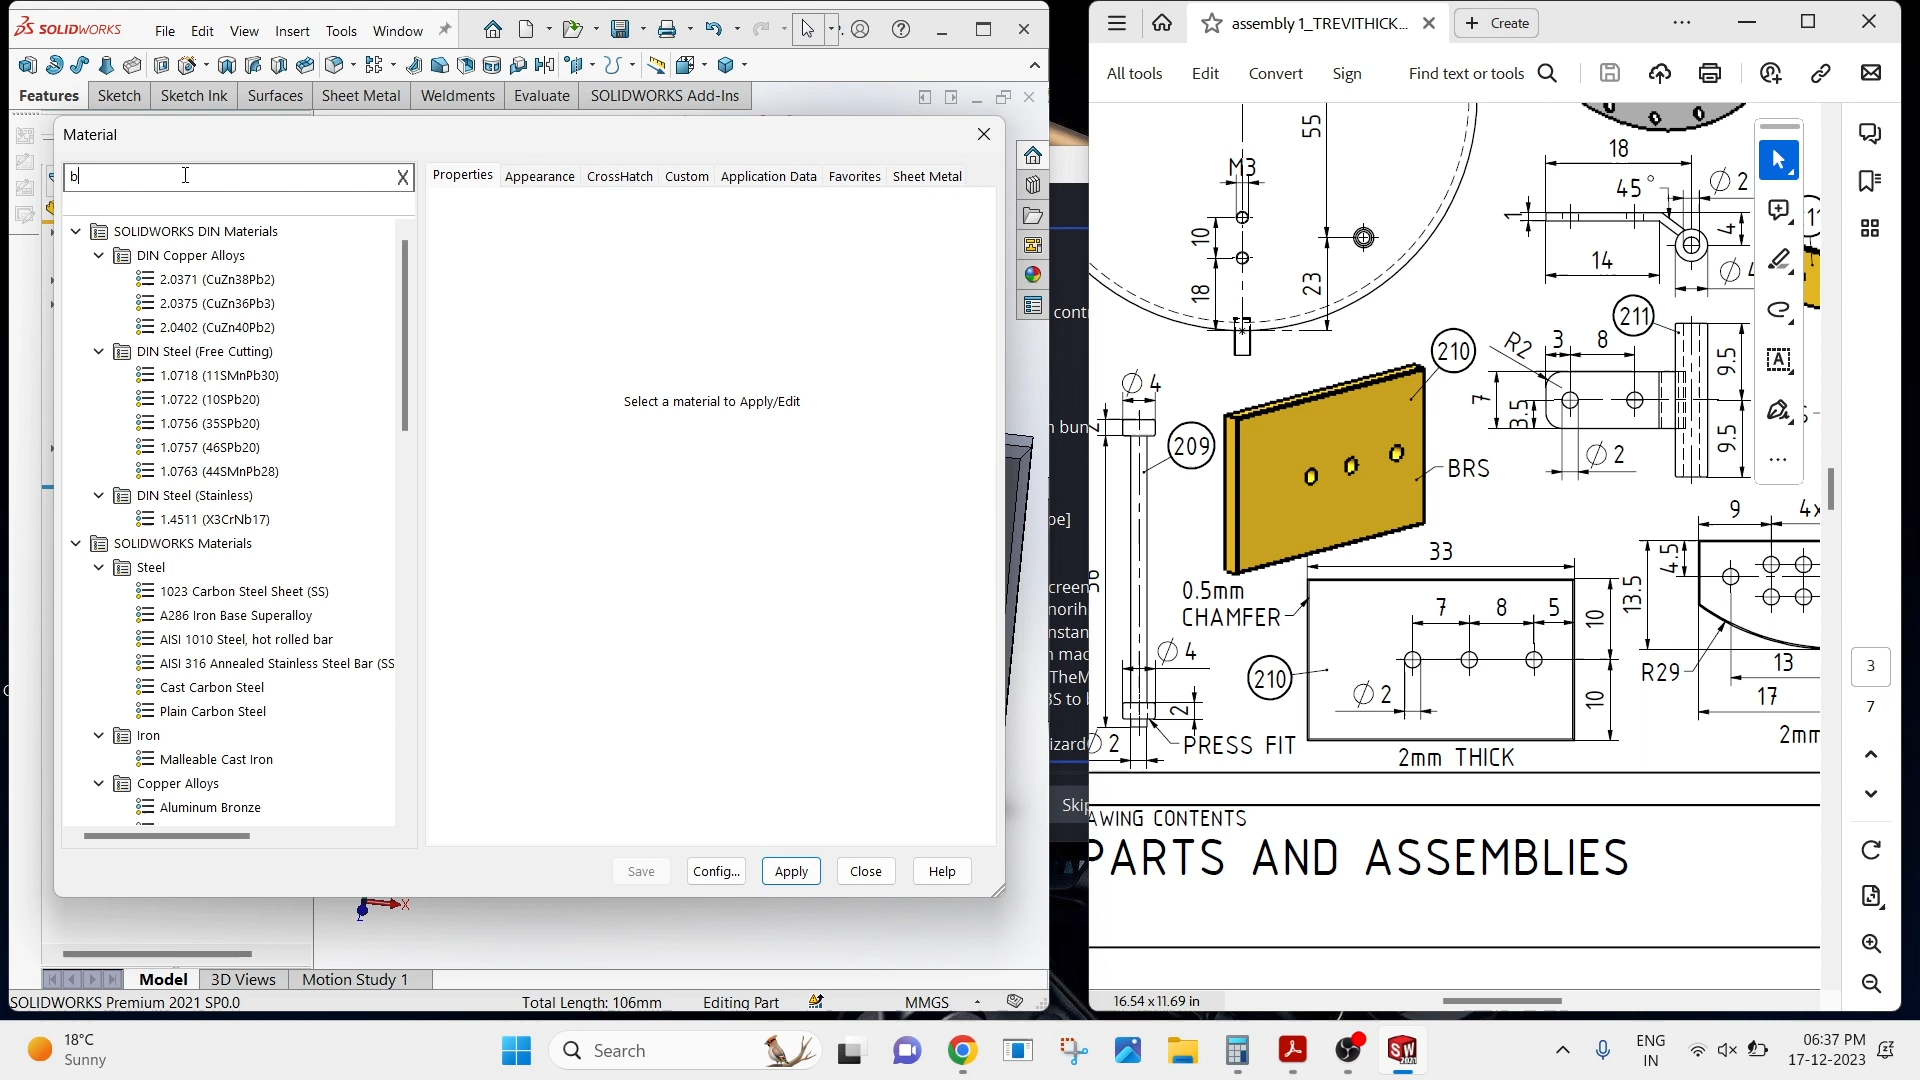 SOLIDWORKS
File Edit View Insert Tools Window
Features Sketch Sketch Ink Surfaces Sheet Metal Weldments Evaluate SOLIDWORKS Add-Ins
Material
b
X
Properties Appearance CrossHatch Custom Application Data Favorites Sheet Metal
SOLIDWORKS DIN Materials
DIN Copper Alloys
2.0371 (CuZn38Pb2)
2.0375 (CuZn36Pb3)
2.0402 (CuZn40Pb2)
DIN Steel (Free Cutting)
1.0718 (11SMnPb30)
1.0722 (10SPb20)
1.0756 (35SPb20)
1.0757 (46SPb20)
1.0763 (44SMnPb28)
DIN Steel (Stainless)
1.4511 (X3CrNb17)
SOLIDWORKS Materials
Steel
1023 Carbon Steel Sheet (SS)
A286 Iron Base Superalloy
AISI 1010 Steel, hot rolled bar
AISI 316 Annealed Stainless Steel Bar (SS
Cast Carbon Steel
Plain Carbon Steel
Iron
Malleable Cast Iron
Copper Alloys
Aluminum Bronze
Select a material to Apply/Edit
Save Config... Apply Close Help
X
Z
Model 3D Views Motion Study 1
SOLIDWORKS Premium 2021 SP0.0 Total Length: 106mm Editing Part MMGS
assembly 1_TREVITHICK...
Create
All tools Edit Convert Sign Find text or tools
55
M3
10
18
23
18
45°
Ø 2
1
4
14
211
R2
3
8
9.5
7
3.5
9.5
Ø 2
Ø 4
2
209
210
BRS
33
0.5mm
CHAMFER
7
8
5
10
10
210
Ø 2
2mm THICK
Ø 4
2
Ø 2
PRESS FIT
9
4.5
13.5
R29
13
17
PARTS AND ASSEMBLIES
3
7
16.54 x 11.69 in
18°C
Sunny
Search
SW
2021
ENG
IN
06:37 PM
17-12-2023